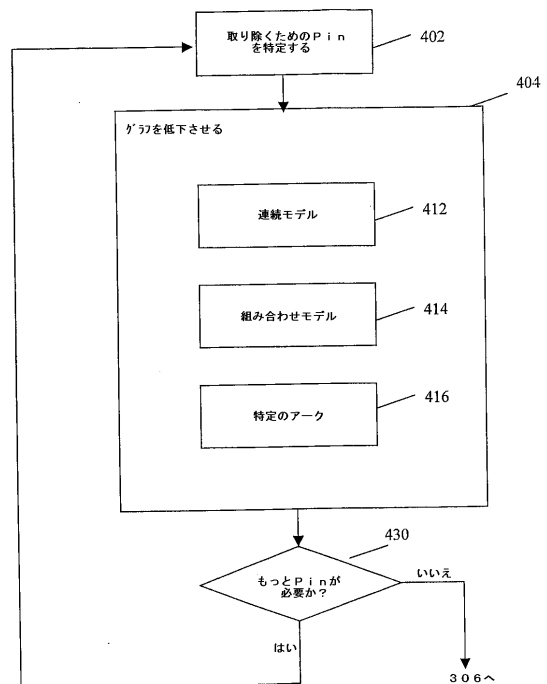 取り除くためのＰｉｎ
を特定する
402
404
ｸﾞﾗﾌを低下させる
連続モデル
412
組み合わせモデル
414
特定のアーク
416
430
もっとＰｉｎが
必要か？
いいえ
はい
３０６へ